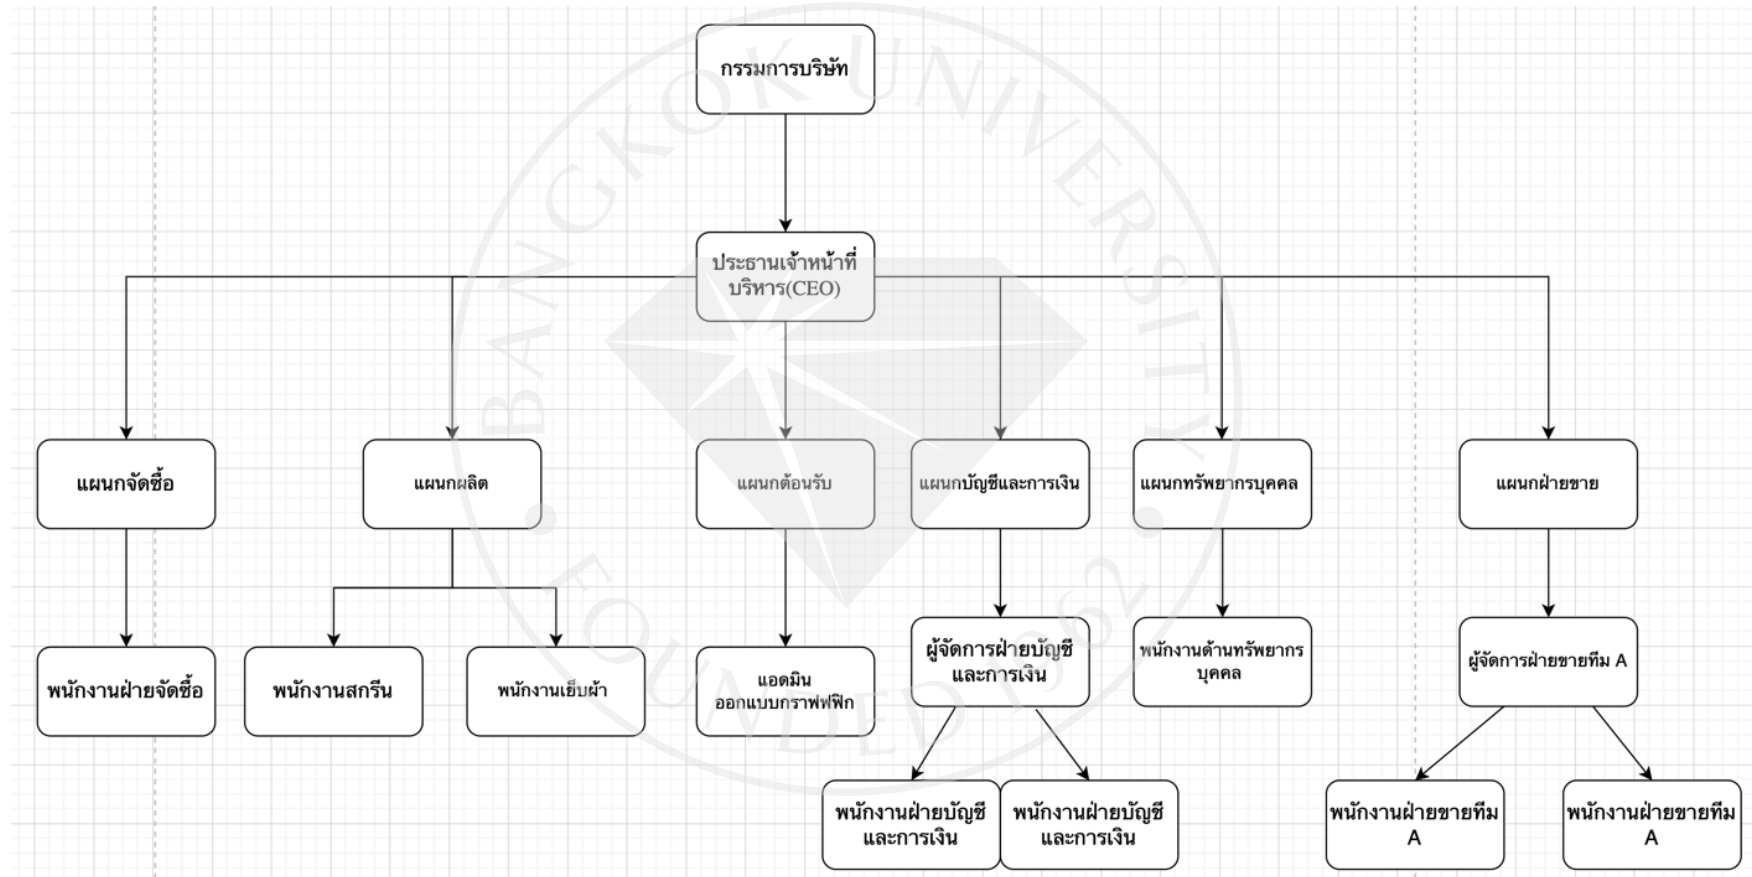 กรรมการบริษัท
ประธานเจ้าหน้าที่
บริหาร(CEO)
แผนกจัดซื้อ
แผนกผลิต
แผนกต้อนรับ
แผนกบัญชีและการเงิน
แผนกทรัพยากรบุคคล
แผนกฝ่ายขาย
พนักงานฝ่ายจัดซื้อ
พนักงานสกรีน
พนักงานเย็บผ้า
แอดมิน
ออกแบบกราฟฟฟิก
ผู้จัดการฝ่ายบัญชี
และการเงิน
พนักงานด้านทรัพยากร
บุคคล
ผู้จัดการฝ่ายขายทีม A
พนักงานฝ่ายบัญชี
และการเงิน
พนักงานฝ่ายบัญชี
และการเงิน
พนักงานฝ่ายขายทีม
A
พนักงานฝ่ายขายทีม
A
BANGKOK UNIVERSITY
FOUNDED 1962